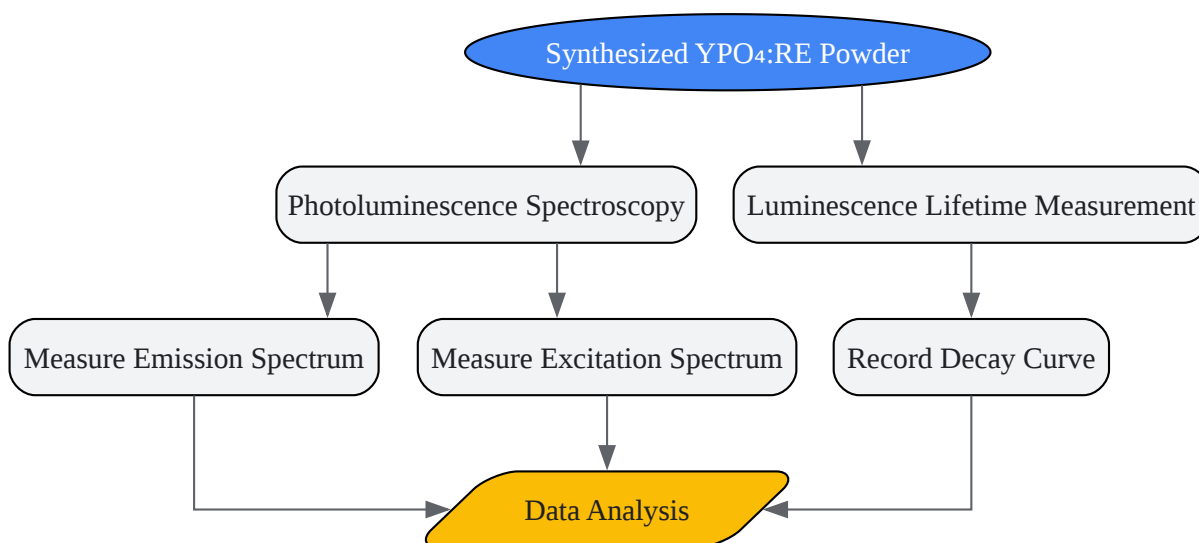 Synthesized YPO₄:RE Powder
Photoluminescence Spectroscopy
Luminescence Lifetime Measurement
Measure Emission Spectrum
Measure Excitation Spectrum
Record Decay Curve
Data Analysis